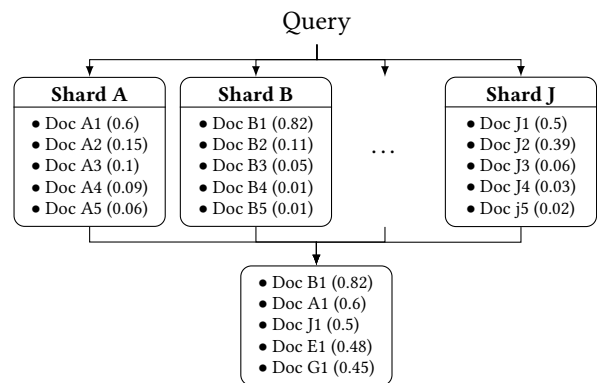 Query
Shard A
• Doc A1 (0.6)
• Doc A2 (0.15)
• Doc A3 (0.1)
• Doc A4 (0.09)
• Doc A5 (0.06)
Shard B
• Doc B1 (0.82)
• Doc B2 (0.11)
• Doc B3 (0.05)
• Doc B4 (0.01)
• Doc B5 (0.01)
...
Shard J
• Doc J1 (0.5)
• Doc J2 (0.39)
• Doc J3 (0.06)
• Doc J4 (0.03)
• Doc j5 (0.02)
• Doc B1 (0.82)
• Doc A1 (0.6)
• Doc J1 (0.5)
• Doc E1 (0.48)
• Doc G1 (0.45)